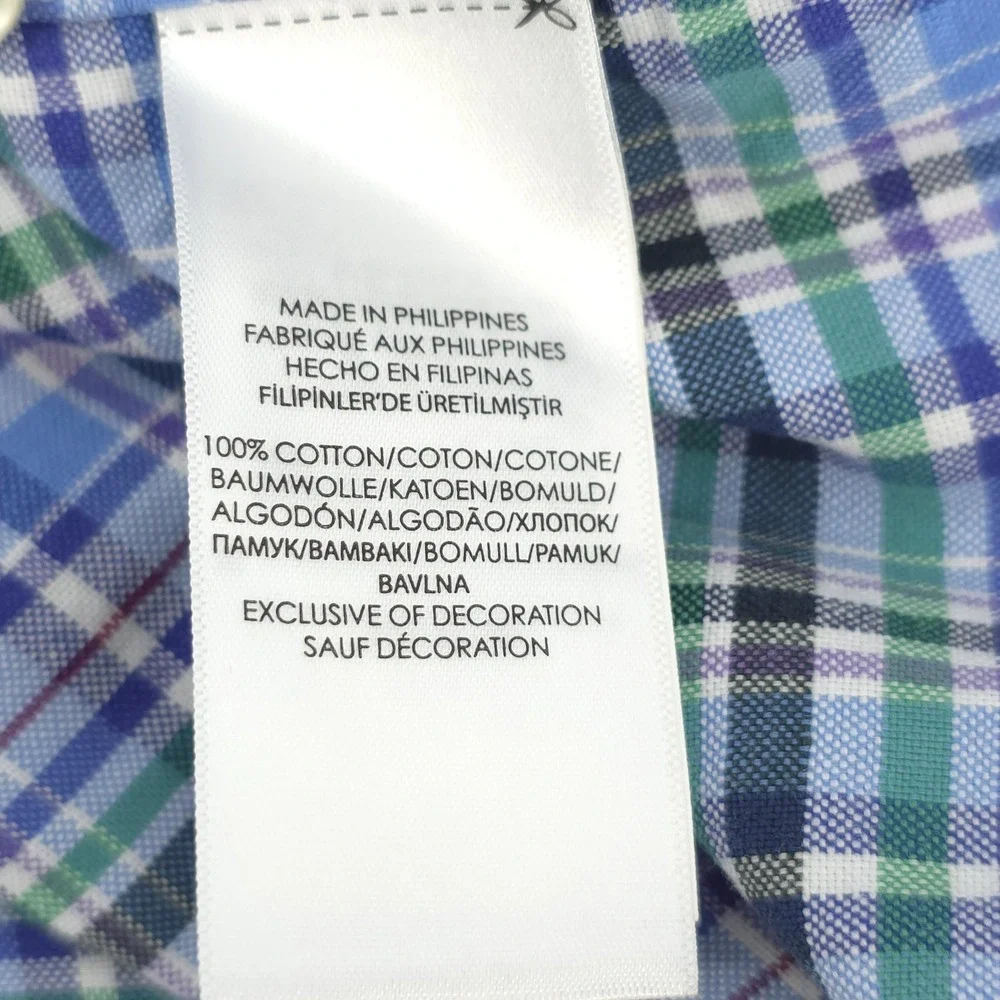 MADE IN PHILIPPINES
FABRIQUÉ AUX PHILIPPINES
HECHO EN FILIPINAS
FİLİPİNLER'DE ÜRETİLMİŞTİR
100% COTTON/COTON/COTONE/
BAUMWOLLE/KATOEN/BOMULD/
ALGODÓN/ALGODÃO/ХЛОПОК/
ПАМУК/ΒΑΜΒΑΚΙ/BOMULL/PAMUK/
BAVLNA
EXCLUSIVE OF DECORATION
SAUF DÉCORATION